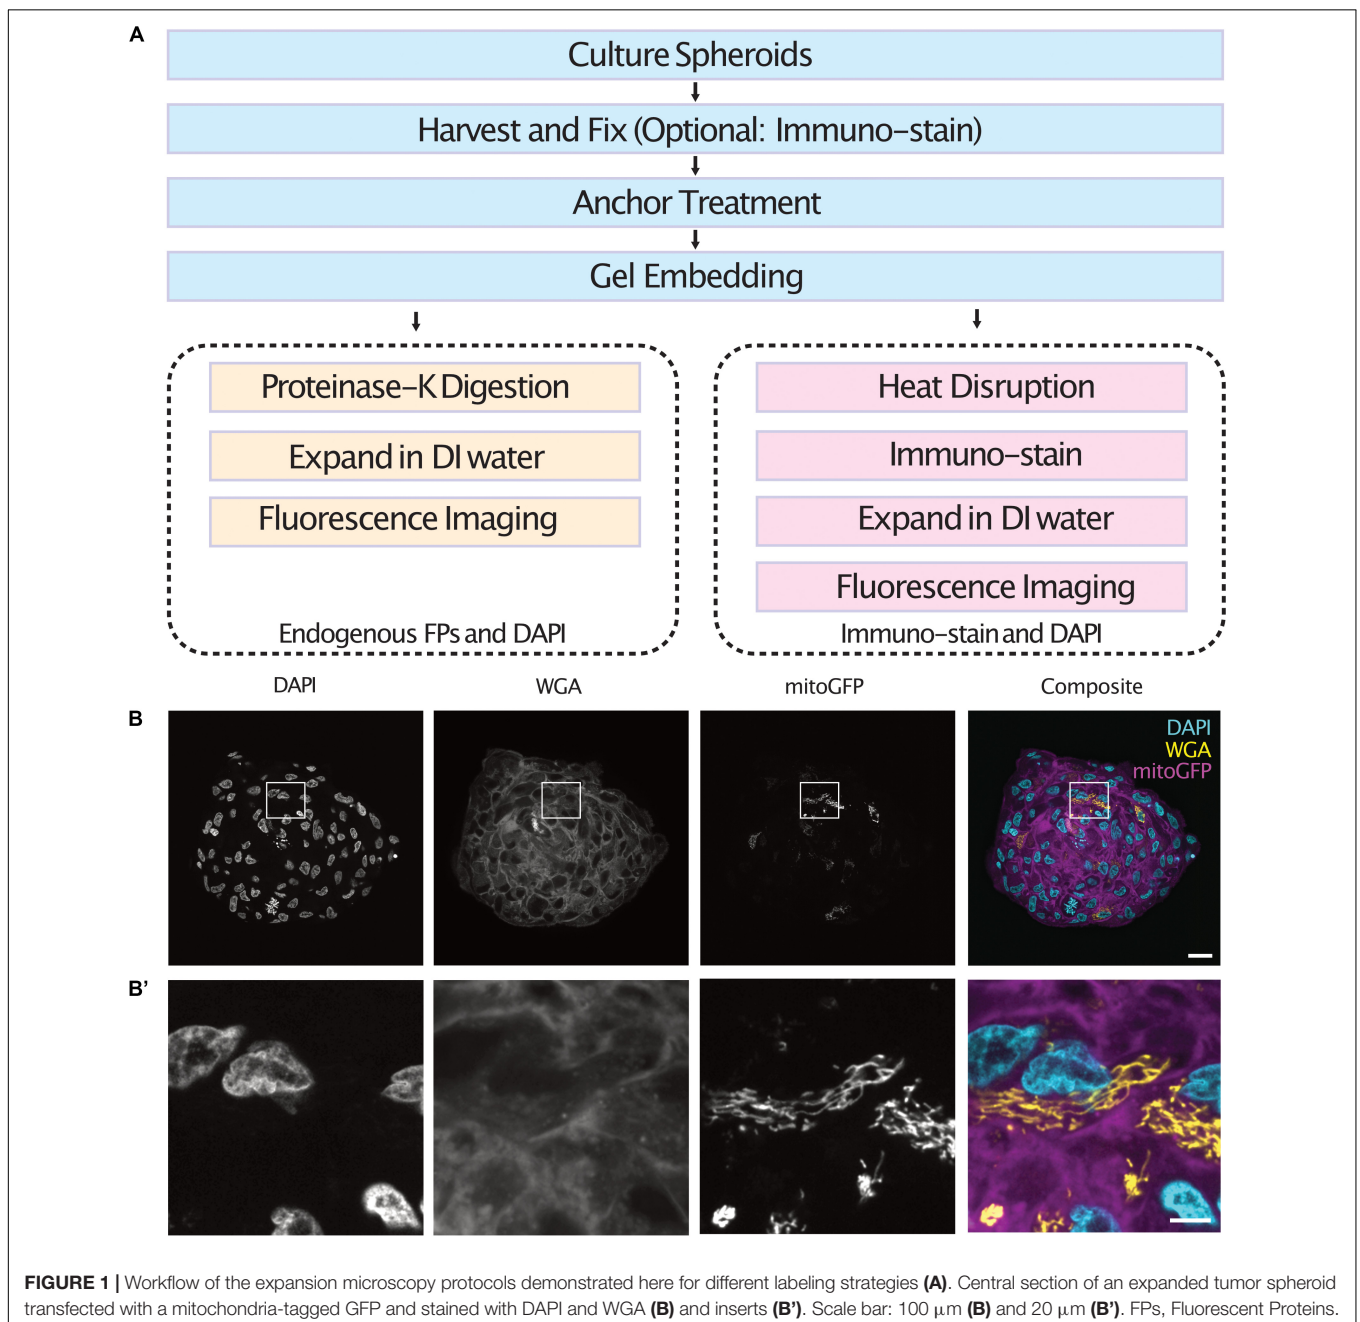 A
Culture Spheroids
Harvest and Fix (Optional: Immuno-stain)
Anchor Treatment
Gel Embedding
Proteinase-K Digestion
Expand in DI water
Fluorescence Imaging
Endogenous FPs and DAPI
Heat Disruption
Immuno-stain
Expand in DI water
Fluorescence Imaging
Immuno-stain and DAPI
DAPI WGA mitoGFP Composite
B
DAPI
WGA
mitoGFP
B’
FIGURE 1 | Workflow of the expansion microscopy protocols demonstrated here for different labeling strategies (A). Central section of an expanded tumor spheroid
transfected with a mitochondria-tagged GFP and stained with DAPI and WGA (B) and inserts (B’). Scale bar: 100 μm (B) and 20 μm (B’). FPs, Fluorescent Proteins.